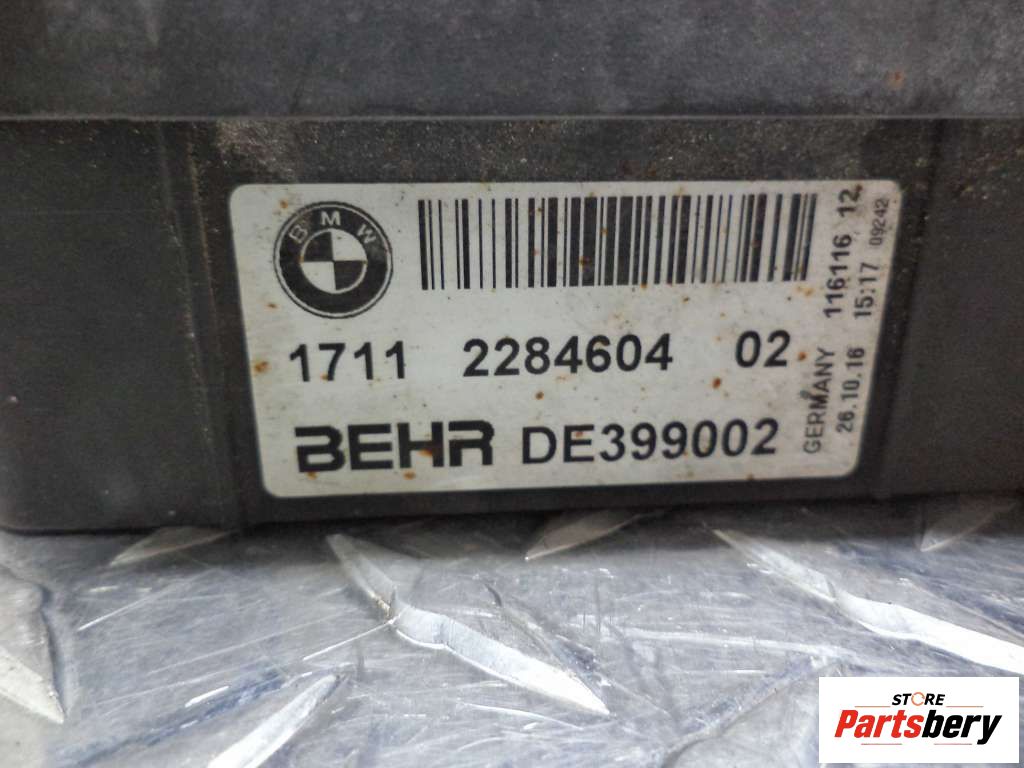 BMW
1711 2284604 02
BEHR DE399002
GERMANY 116116 12
26.10.16 15:17 09242
STORE
Partsbery